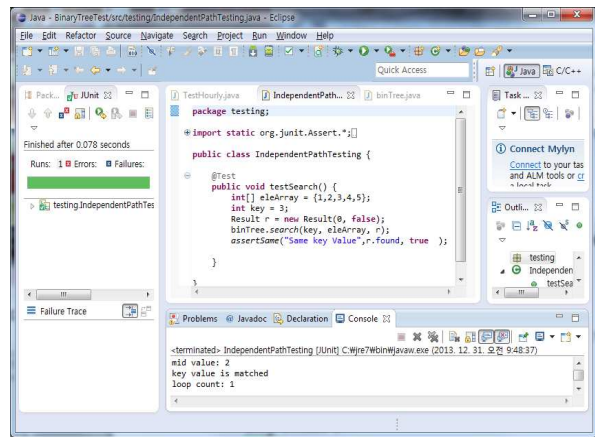 Java - BinaryTreeTest/src/testing/IndependentPathTesting.java - Eclipse
File Edit Refactor Source Navigate Search Project Run Window Help
Quick Access
Java
C/C++
Pack...
JUnit
Finished after 0.078 seconds
Runs: 1 Errors: Failures:
testing.IndependentPathTes
Failure Trace
TestHourly.java
IndependentPath...
binTree.java
package testing;
import static org.junit.Assert.*;
public class IndependentPathTesting {
@Test
public void testSearch() {
int[] eleArray = {1,2,3,4,5};
int key = 3;
Result r = new Result(0, false);
binTree.search(key, eleArray, r);
assertSame("Same key Value",r.found, true );
}
}
Task ...
Connect Mylyn
Connect to your tas
and ALM tools or cr
a local task
Outli...
testing
Independen
testSea
Problems @ Javadoc Declaration Console
<terminated> IndependentPathTesting [JUnit] C:₩jre7₩bin₩javaw.exe (2013. 12. 31. 오전 9:48:37)
mid value: 2
key value is matched
loop count: 1